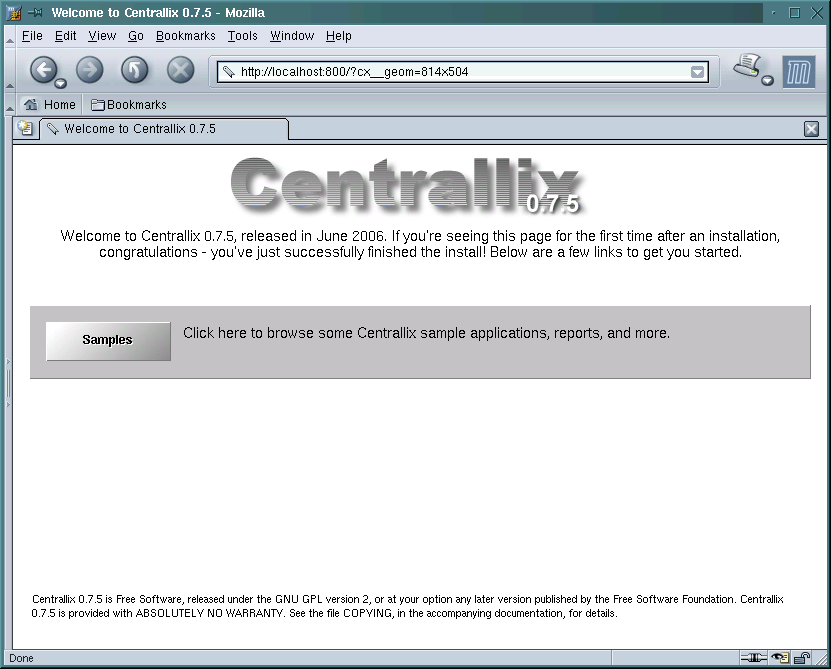 Welcome to Centrallix 0.7.5 - Mozilla
File Edit View Go Bookmarks Tools Window Help
http://localhost:800/?cx__geom=814x504
Home Bookmarks
Welcome to Centrallix 0.7.5
Centrallix
0.7.5
Welcome to Centrallix 0.7.5, released in June 2006. If you're seeing this page for the first time after an installation,
congratulations - you've just successfully finished the install! Below are a few links to get you started.
Samples
Click here to browse some Centrallix sample applications, reports, and more.
Centrallix 0.7.5 is Free Software, released under the GNU GPL version 2, or at your option any later version published by the Free Software Foundation. Centrallix
0.7.5 is provided with ABSOLUTELY NO WARRANTY. See the file COPYING, in the accompanying documentation, for details.
Done